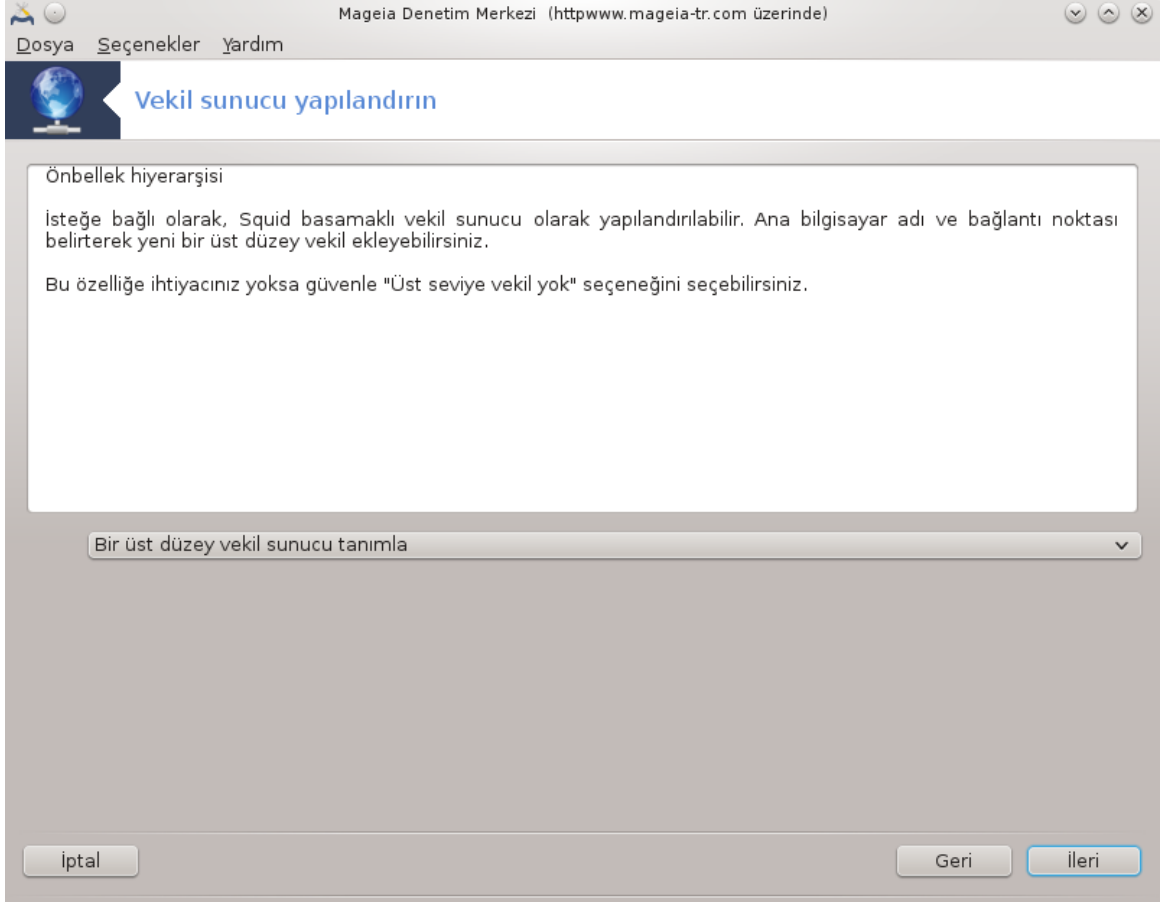 Mageia Denetim Merkezi (httpwww.mageia-tr.com üzerinde)
Dosya Seçenekler Yardım
Vekil sunucu yapılandırın
Önbellek hiyerarşisi
İsteğe bağlı olarak, Squid basamaklı vekil sunucu olarak yapılandırılabilir. Ana bilgisayar adı ve bağlantı noktası
belirterek yeni bir üst düzey vekil ekleyebilirsiniz.
Bu özelliğe ihtiyacınız yoksa güvenle "Üst seviye vekil yok" seçeneğini seçebilirsiniz.
Bir üst düzey vekil sunucu tanımla
İptal Geri İleri